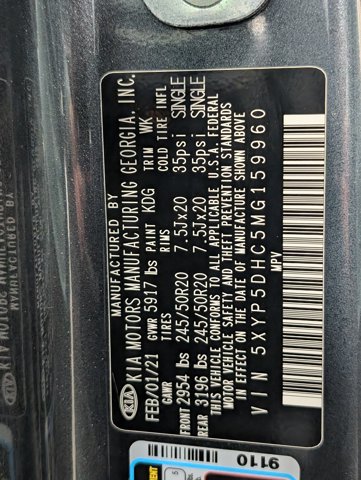 MANUFACTURED BY
KIA KIA MOTORS MANUFACTURING GEORGIA, INC.
FEB/01/21 GVWR 5917 lbs PAINT KDG TRIM WK
GAWR TIRES RIMS COLD TIRE INFL
FRONT 2954 lbs 245/50R20 7.5Jx20 35psi SINGLE
REAR 3196 lbs 245/50R20 7.5Jx20 35psi SINGLE
THIS VEHICLE CONFORMS TO ALL APPLICABLE U.S.A. FEDERAL
MOTOR VEHICLE SAFETY AND THEFT PREVENTION STANDARDS
IN EFFECT ON THE DATE OF MANUFACTURE SHOWN ABOVE.
VIN 5XYP5DHC5MG159960
MPV
9110